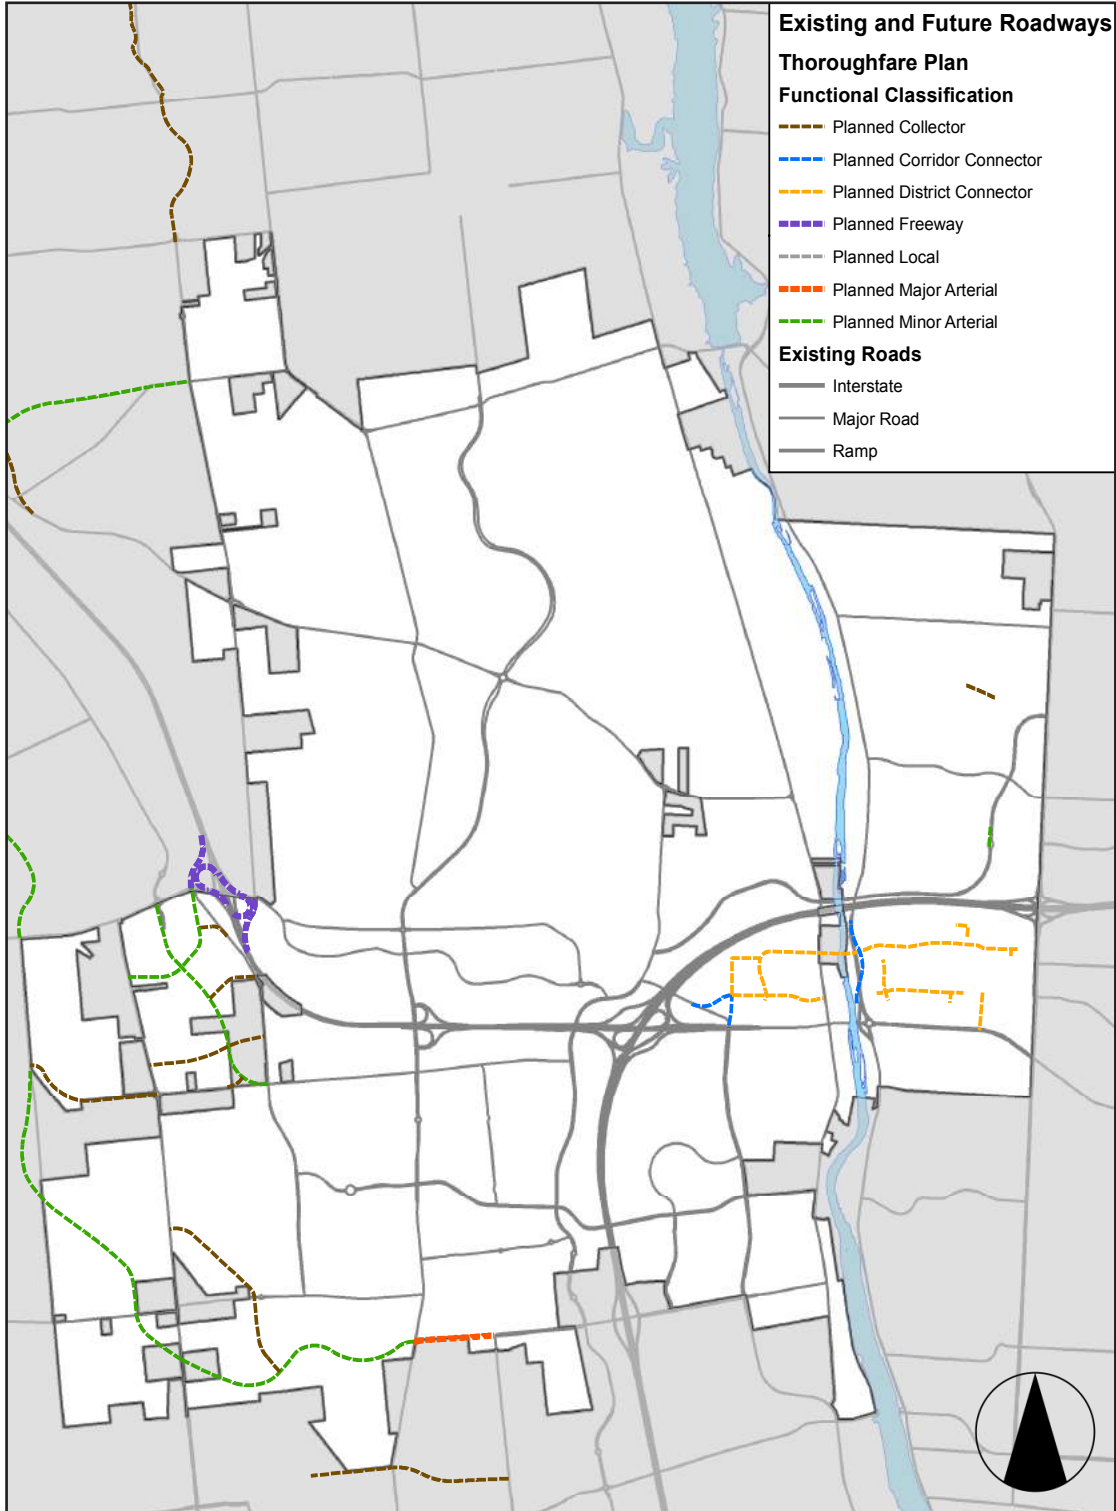 Existing and Future Roadways
Thoroughfare Plan
Functional Classification
Planned Collector
Planned Corridor Connector
Planned District Connector
Planned Freeway
Planned Local
Planned Major Arterial
Planned Minor Arterial
Existing Roads
Interstate
Major Road
Ramp